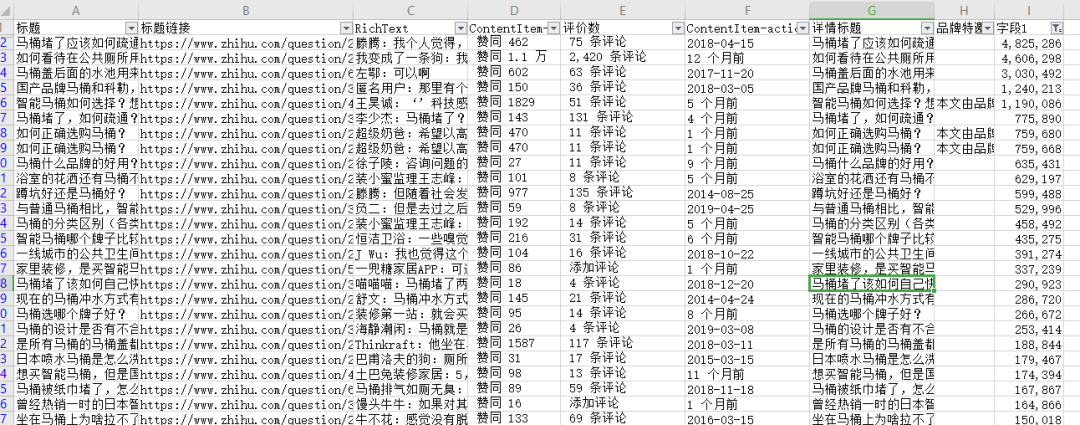 A B C D E F G H I
标题 标题链接 RichText ContentItem- 评价数 ContentItem-actio 详情标题 品牌特邀 字段1
2 马桶堵了应该如何疏通 https://www.zhihu.com/question/2 滕腾：我个人觉得， 赞同 462 75 条评论 2018-04-15 马桶堵了应该如何疏通 4,825,286
3 如何看待在公共厕所用 https://www.zhihu.com/question/3 我变成了一条狗：我 赞同 1.1 万 2,420 条评论 12 个月前 如何看待在公共厕所用 4,606,298
4 马桶盖后面的水池用来 https://www.zhihu.com/question/6 左鄂：可以啊 赞同 602 63 条评论 2017-11-20 马桶盖后面的水池用来 3,030,492
5 国产品牌马桶和科勒， https://www.zhihu.com/question/3 匿名用户：那里有个 赞同 150 36 条评论 2018-03-05 国产品牌马桶和科勒， 1,240,213
6 智能马桶如何选择？想 https://www.zhihu.com/question/4 王昊诚：‘’科技感 赞同 1829 51 条评论 5 个月前 智能马桶如何选择？想 本文由品牌 1,190,086
7 马桶堵了，如何疏通？ https://www.zhihu.com/question/3 李少杰：马桶堵了？ 赞同 143 131 条评论 4 个月前 马桶堵了，如何疏通？ 775,890
8 如何正确选购马桶？ https://www.zhihu.com/question/2 超级奶爸：希望以高 赞同 470 11 条评论 1 个月前 如何正确选购马桶？ 本文由品牌 759,680
9 如何正确选购马桶？ https://www.zhihu.com/question/2 超级奶爸：希望以高 赞同 470 11 条评论 1 个月前 如何正确选购马桶？ 本文由品牌 759,668
0 马桶什么品牌的好用？ https://www.zhihu.com/question/2 徐子陵：咨询问题的 赞同 27 11 条评论 9 个月前 马桶什么品牌的好用？ 635,431
1 浴室的花洒还有马桶 https://www.zhihu.com/question/2 装小蜜监理王志峰： 赞同 101 8 条评论 5 个月前 浴室的花洒还有马桶 629,197
2 蹲坑好还是马桶好？ https://www.zhihu.com/question/2 滕腾：但随着社会发 赞同 977 135 条评论 2014-08-25 蹲坑好还是马桶好？ 599,488
3 与普通马桶相比，智能 https://www.zhihu.com/question/3 负二：但是去过之后 赞同 59 8 条评论 2019-04-25 与普通马桶相比，智能 529,996
4 马桶的分类区别（各类 https://www.zhihu.com/question/2 装小蜜监理王志峰： 赞同 192 14 条评论 5 个月前 马桶的分类区别（各类 458,492
5 智能马桶哪个牌子比较 https://www.zhihu.com/question/2 恒洁卫浴：一些嗅觉 赞同 216 31 条评论 6 个月前 智能马桶哪个牌子比较 435,275
6 一线城市的公共卫生间 https://www.zhihu.com/question/2 J Wu：我也觉得这个 赞同 104 16 条评论 2018-10-22 一线城市的公共卫生间 391,274
7 家里装修，是买智能马 https://www.zhihu.com/question/3 一兜糖家居APP：可 赞同 86 添加评论 1 个月前 家里装修，是买智能马 337,239
8 马桶堵了该如何自己快 https://www.zhihu.com/question/2 喵喵喵：马桶堵了两 赞同 18 4 条评论 2018-12-20 马桶堵了该如何自己快 290,923
9 现在的马桶冲水方式有 https://www.zhihu.com/question/2 舒文：马桶冲水方式 赞同 145 21 条评论 2014-04-24 现在的马桶冲水方式有 286,720
0 马桶选哪个牌子好？ https://www.zhihu.com/question/3 装修第一站：就会买 赞同 95 14 条评论 8 个月前 马桶选哪个牌子好？ 266,672
1 马桶的设计是否有不合 https://www.zhihu.com/question/2 海静潮闲：马桶就是 赞同 26 4 条评论 2019-03-08 马桶的设计是否有不合 253,414
2 是所有马桶的马桶盖都 https://www.zhihu.com/question/2 Thinkraft：他坐在 赞同 1587 117 条评论 2018-03-11 是所有马桶的马桶盖都 188,844
3 日本喷水马桶是怎么洗 https://www.zhihu.com/question/2 巴甫洛夫的狗：厕所 赞同 31 17 条评论 2015-03-15 日本喷水马桶是怎么洗 179,467
4 想买智能马桶，但是国 https://www.zhihu.com/question/4 土巴兔装修家居：5， 赞同 98 13 条评论 11 个月前 想买智能马桶，但是国 174,394
5 马桶被纸巾堵了，怎么 https://www.zhihu.com/question/6 马桶排气如厕无臭： 赞同 89 59 条评论 2018-11-18 马桶被纸巾堵了，怎么 167,867
6 曾经热销一时的日本智 https://www.zhihu.com/question/3 馒头牛牛：如果对其 赞同 16 添加评论 1 个月前 曾经热销一时的日本智 164,866
7 坐在马桶上为啥拉不了 https://www.zhihu.com/question/2 牛不花：感觉没有脱 赞同 133 69 条评论 2016-03-15 坐在马桶上为啥拉不了 150,018